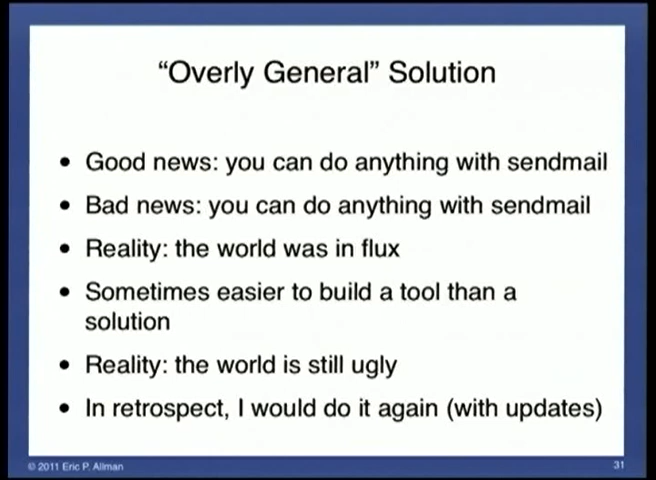 “Overly General” Solution
• Good news: you can do anything with sendmail
• Bad news: you can do anything with sendmail
• Reality: the world was in flux
• Sometimes easier to build a tool than a
solution
• Reality: the world is still ugly
• In retrospect, I would do it again (with updates)
© 2011 Eric P. Allman
31